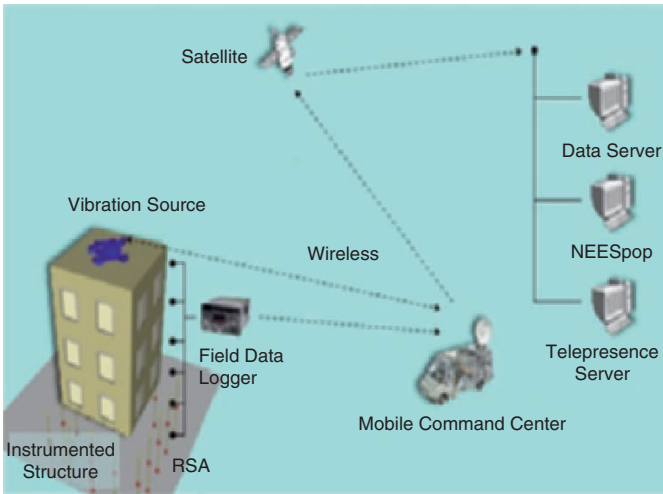 Satellite
Data Server
Vibration Source
NEESpop
Wireless
Field Data
Logger
Telepresence
Server
Mobile Command Center
Instrumented
Structure
RSA